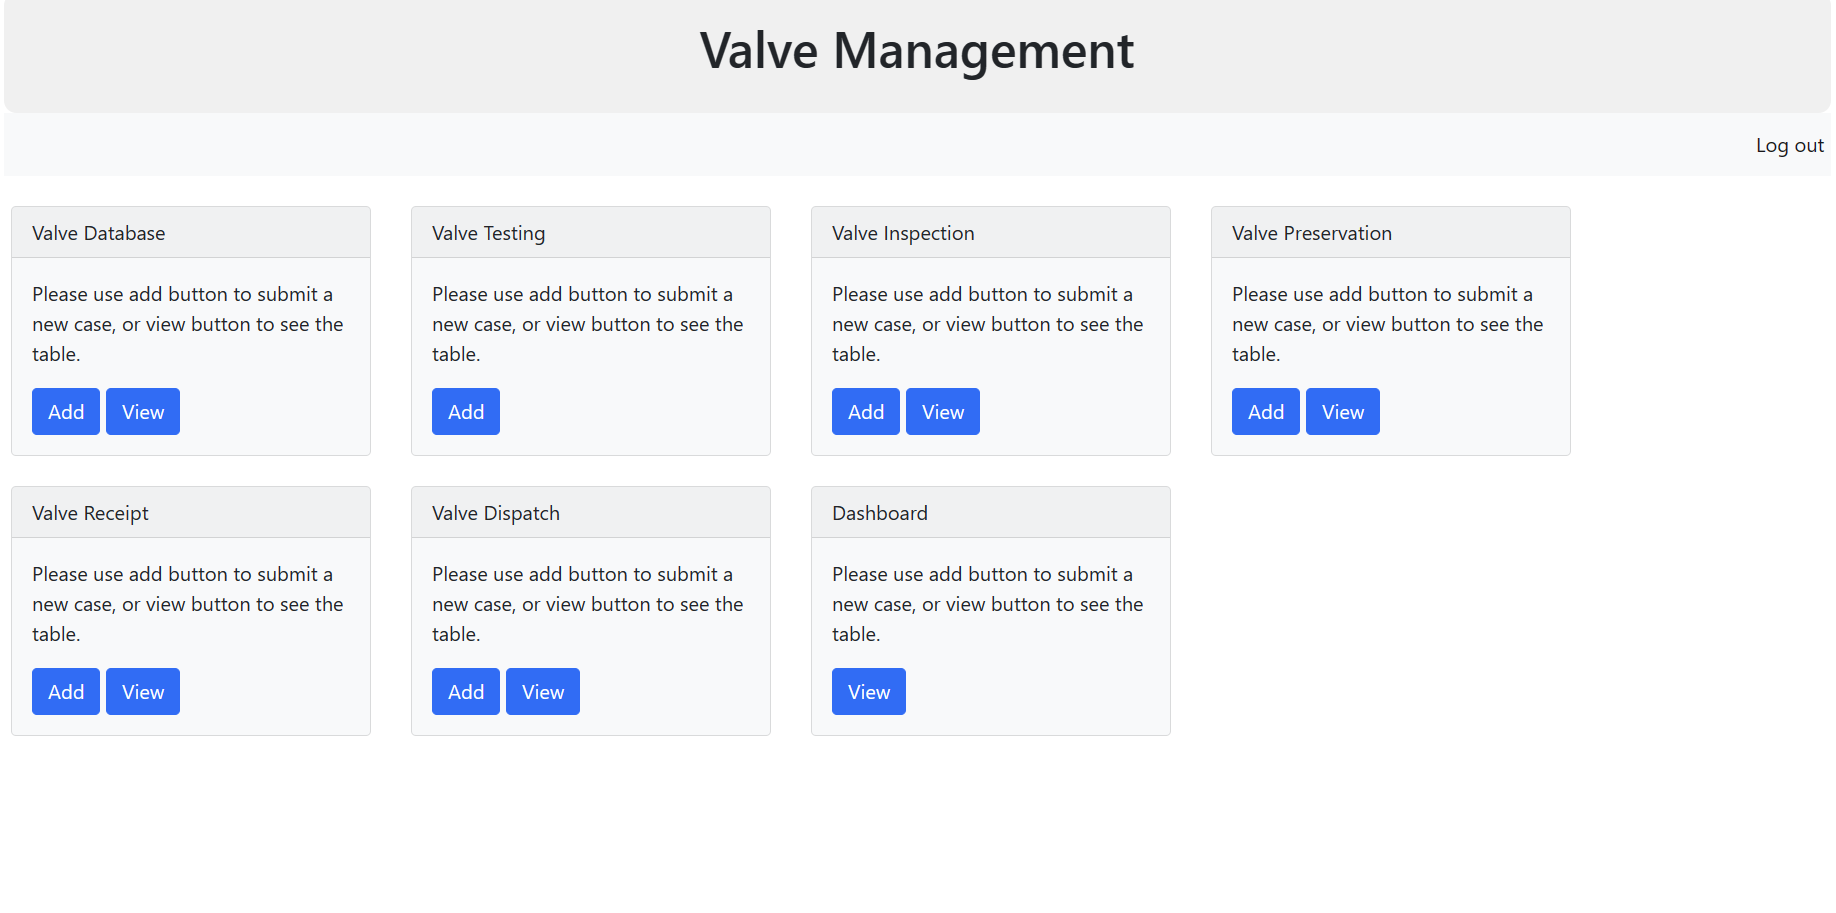 Valve Management
Log out
Valve Database
Please use add button to submit a
new case, or view button to see the
table.
Add View
Valve Testing
Please use add button to submit a
new case, or view button to see the
table.
Add
Valve Inspection
Please use add button to submit a
new case, or view button to see the
table.
Add View
Valve Preservation
Please use add button to submit a
new case, or view button to see the
table.
Add View
Valve Receipt
Please use add button to submit a
new case, or view button to see the
table.
Add View
Valve Dispatch
Please use add button to submit a
new case, or view button to see the
table.
Add View
Dashboard
Please use add button to submit a
new case, or view button to see the
table.
View